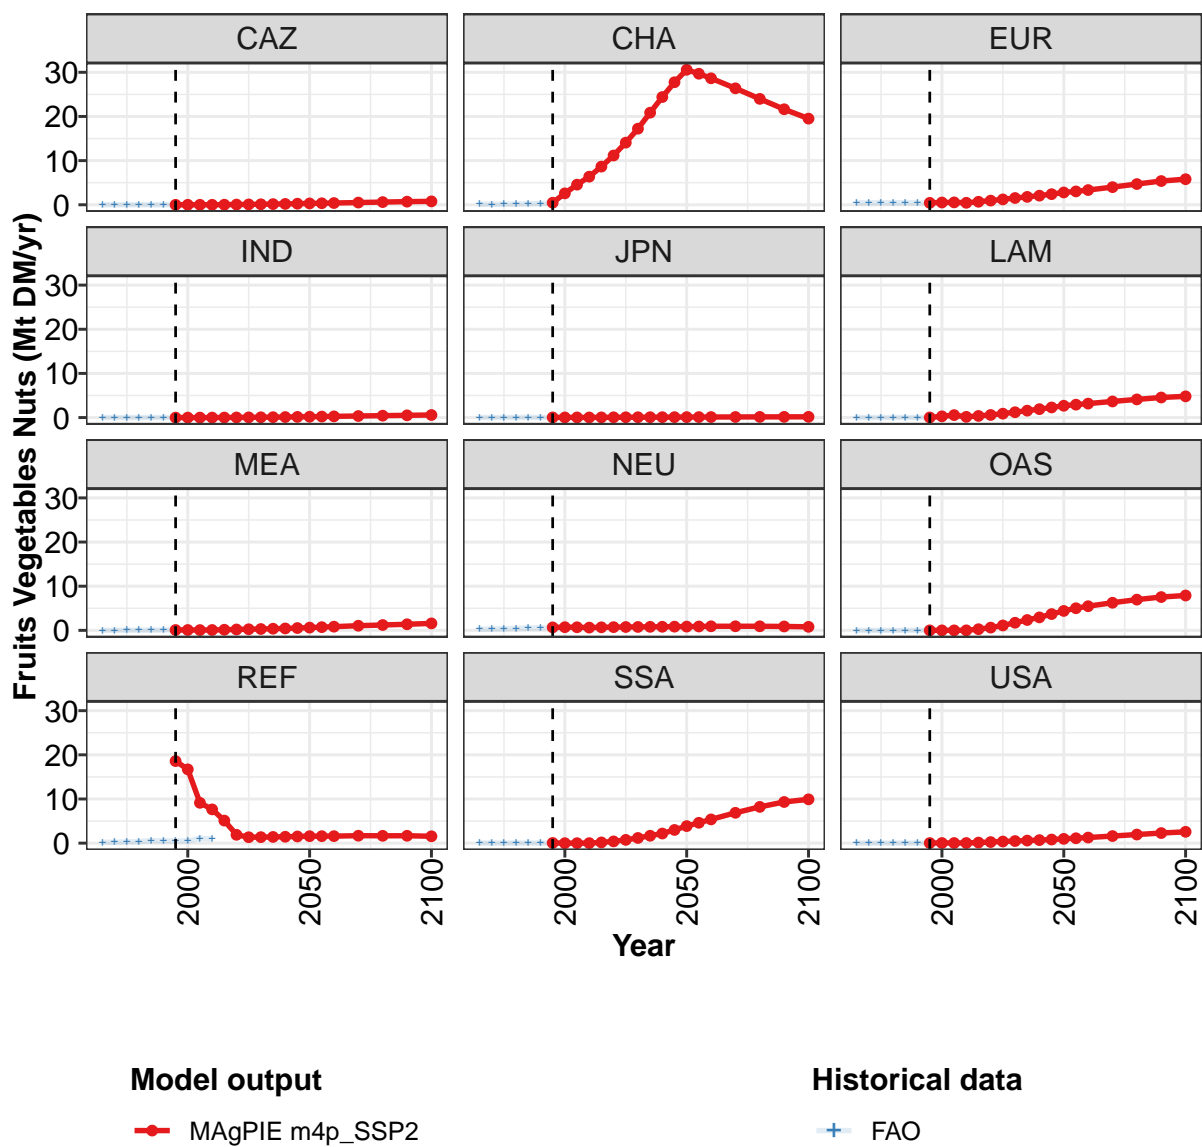 CAZ CHA EUR
30
20
10
0
IND JPN LAM
30
20
10
0
MEA NEU OAS
30
20
10
0
REF SSA USA
30
20
10
0
Fruits Vegetables Nuts (Mt DM/yr)
2000 2050 2100 2000 2050 2100 2000 2050 2100
Year
Model output Historical data
MAgPIE m4p_SSP2 FAO